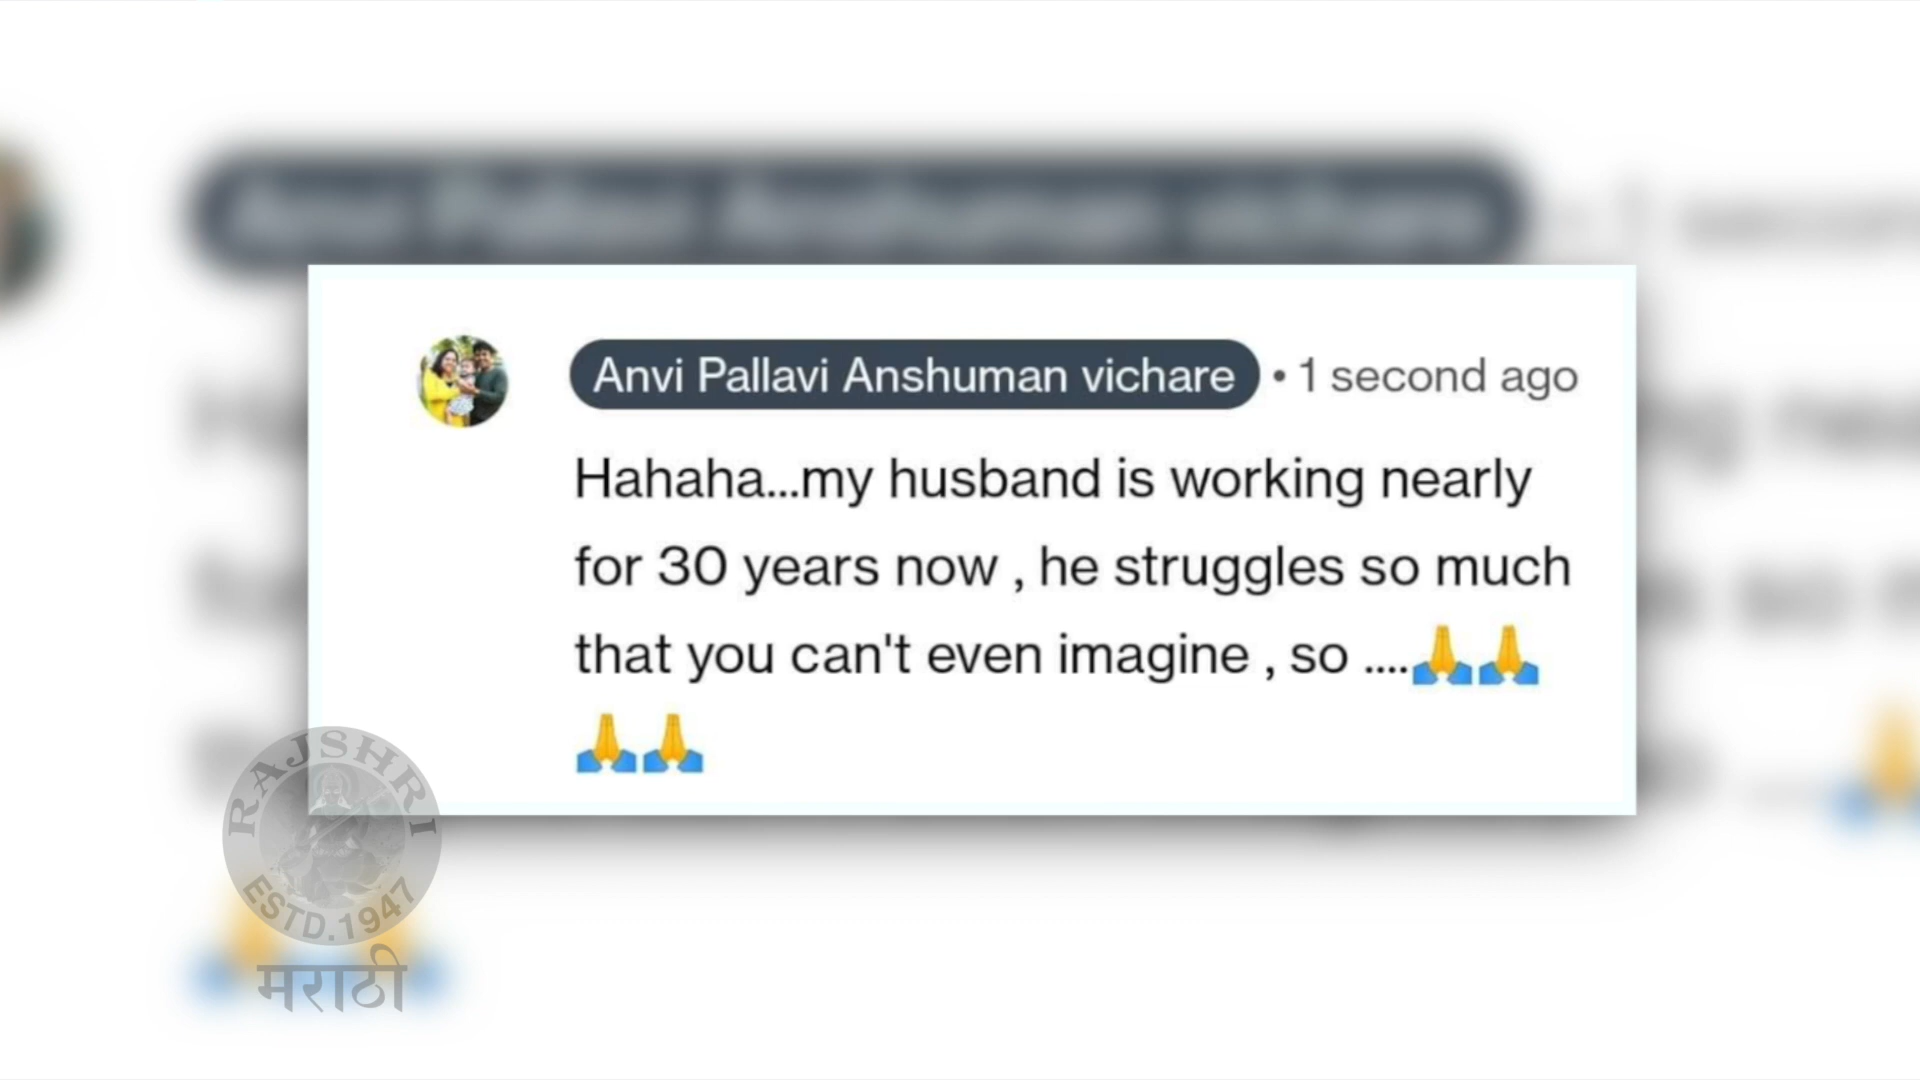 Anvi Pallavi Anshuman vichare • 1 second ago
Hahaha...my husband is working nearly
for 30 years now , he struggles so much
that you can't even imagine , so ....🙏🙏
🙏🙏
RAJSHRI
ESTD.1947
मराठी